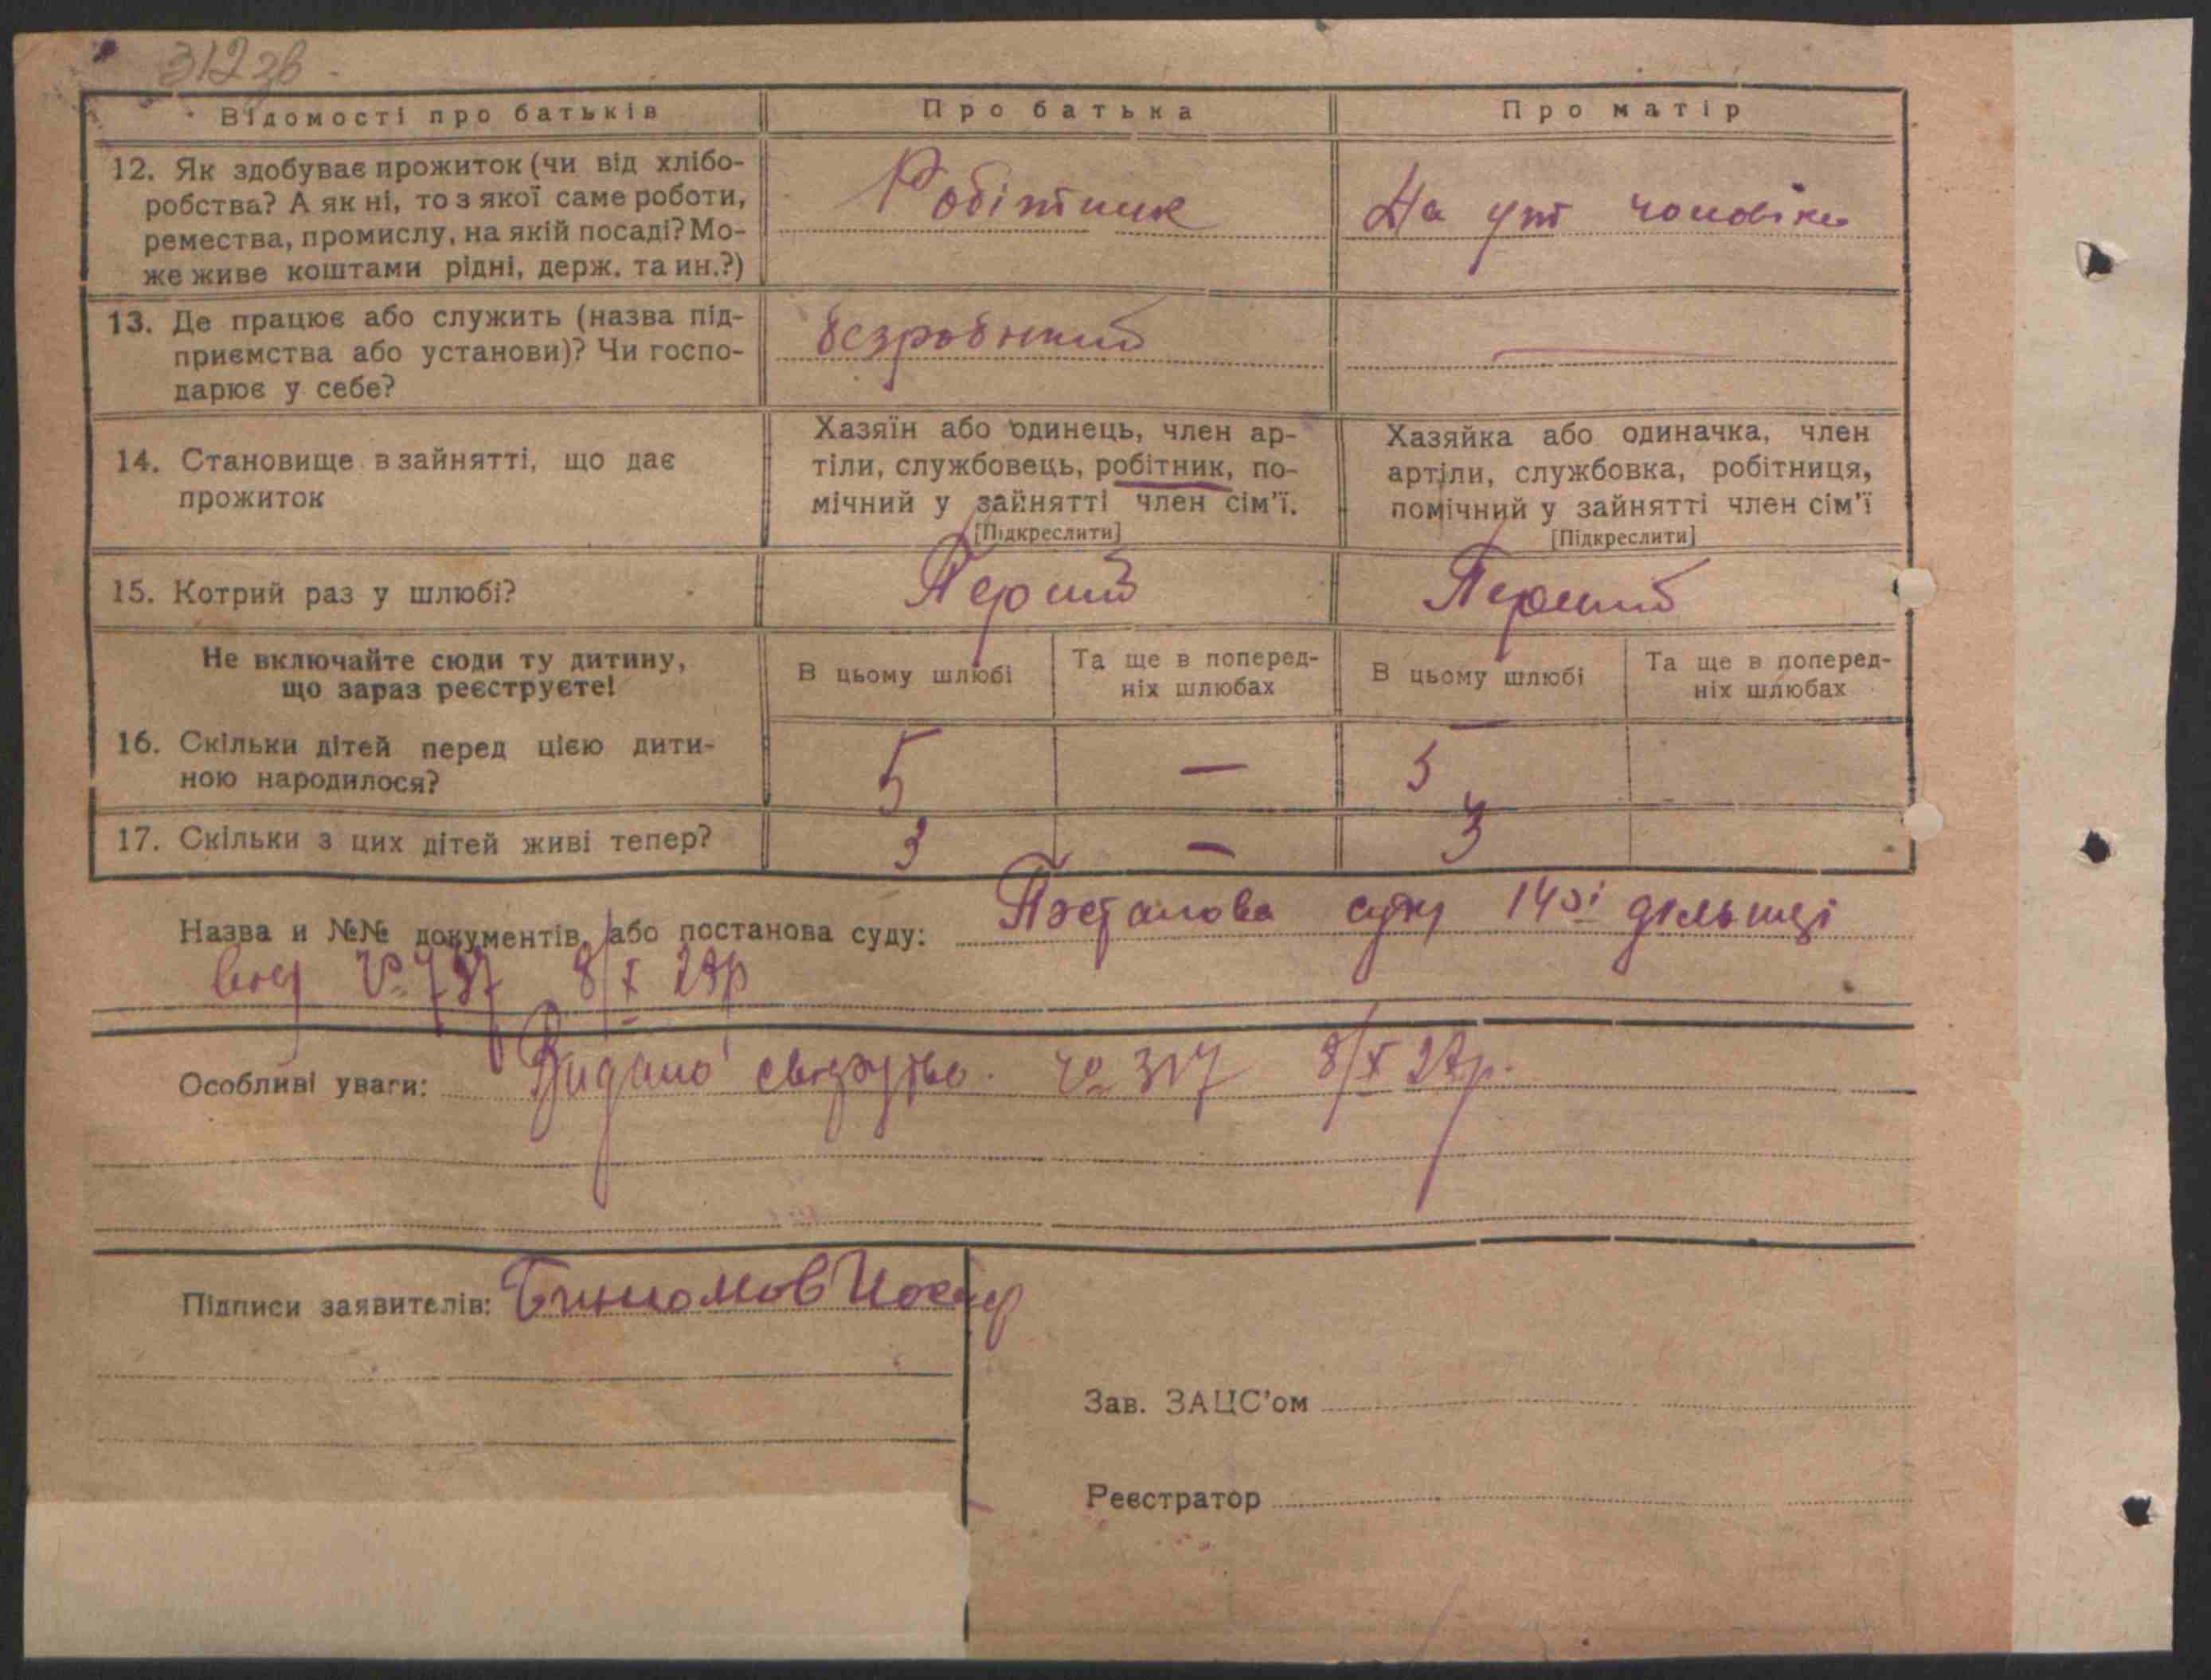 312 зв.
Відомості про батьків
Про батька
Про матір
12. Як здобуває прожиток (чи від хлібо-
робства? А як ні, то з якої саме роботи,
ремества, промислу, на якій посаді? Мо-
же живе коштами рідні, держ. та ин.?)
Робітник
На ут чоловіка
13. Де працює або служить (назва під-
приємства або установи)? Чи госпо-
дарює у себе?
безробітний
14. Становище в зайнятті, що дає
прожиток
Хазяїн або одинець, член ар-
тіли, службовець, робітник, по-
мічний у зайнятті член сім'ї.
[Підкреслити]
Хазяйка або одиначка, член
артіли, службовка, робітниця,
помічний у зайнятті член сім'ї
[Підкреслити]
15. Котрий раз у шлюбі?
Перший
Перший
Не включайте сюди ту дитину,
що зараз реєструєте!
В цьому шлюбі
Та ще в поперед-
ніх шлюбах
В цьому шлюбі
Та ще в поперед-
ніх шлюбах
16. Скільки дітей перед цією дити-
ною народилося?
5
—
5
17. Скільки з цих дітей живі тепер?
3
—
3
Назва и №№ документів, або постанова суду: Постанова суду 14ої дільниці
8/X 29р
Особливі уваги: Видано свідоцтво № 317 8/X 29р.
Підписи заявителів:
Зав. ЗАЦС'ом
Реєстратор